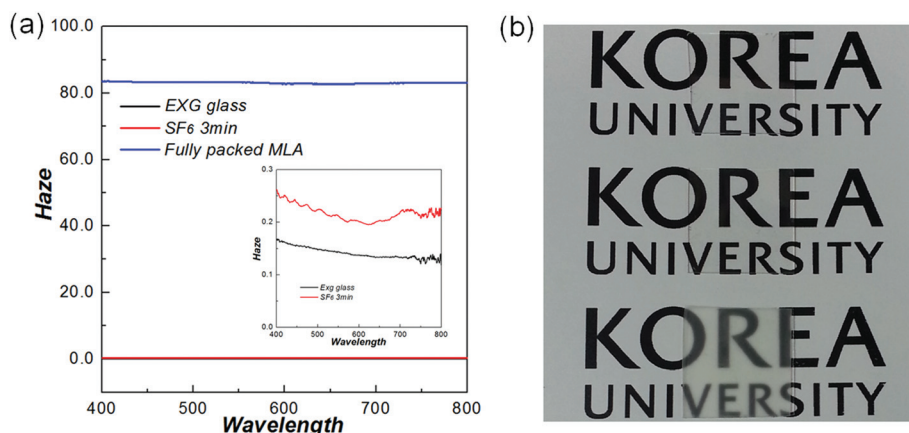 (a)
100.0
80.0
60.0
40.0
20.0
0.0
Haze
EXG glass
SF6 3min
Fully packed MLA
0.3
0.2
0.1
0.0
Haze
Exg glass
SF6 3min
400 500 600 700 800
Wavelength
400 500 600 700 800
Wavelength
(b)
KOREA
UNIVERSITY
KOREA
UNIVERSITY
KOREA
UNIVERSITY